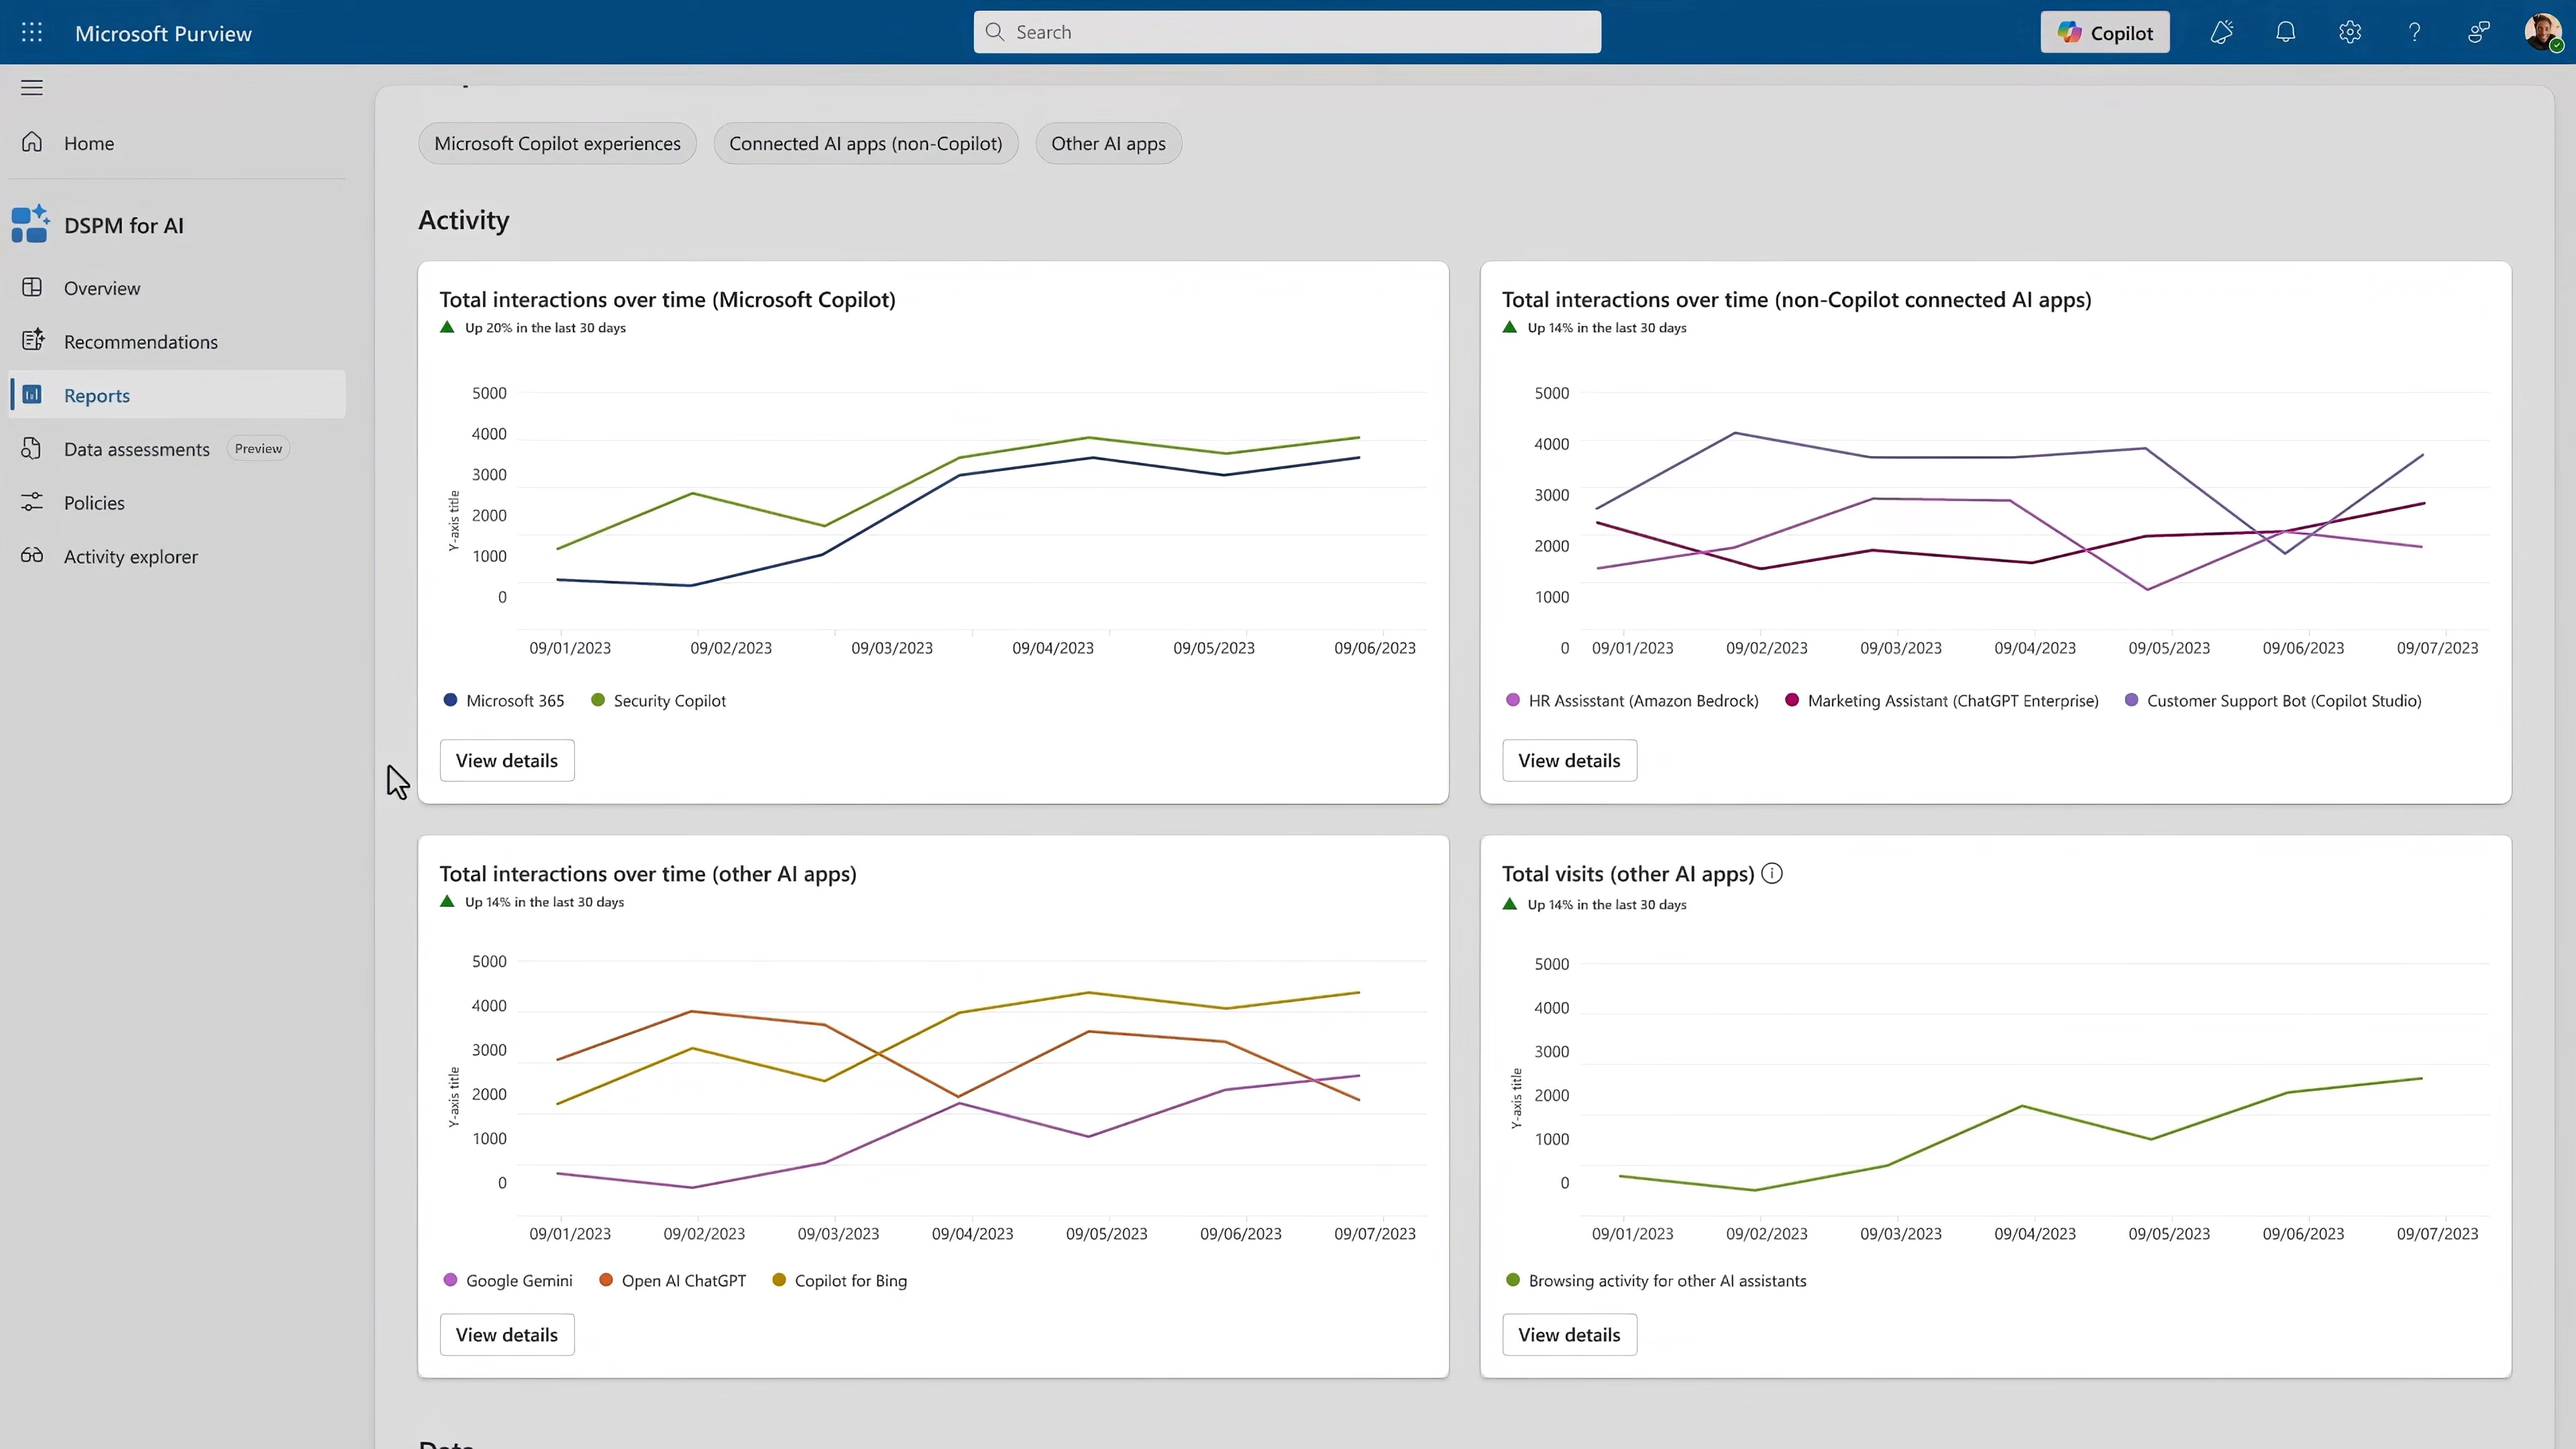 Microsoft Purview
Search
Copilot
Home
DSPM for AI
Overview
Recommendations
Reports
Data assessments Preview
Policies
Activity explorer
Microsoft Copilot experiences
Connected AI apps (non-Copilot)
Other AI apps
Activity
Total interactions over time (Microsoft Copilot)
Up 20% in the last 30 days
5000
4000
3000
2000
1000
0
Y-axis title
09/01/2023 09/02/2023 09/03/2023 09/04/2023 09/05/2023 09/06/2023
Microsoft 365 Security Copilot
View details
Total interactions over time (non-Copilot connected AI apps)
Up 14% in the last 30 days
5000
4000
3000
2000
1000
0 09/01/2023 09/02/2023 09/03/2023 09/04/2023 09/05/2023 09/06/2023 09/07/2023
HR Assisstant (Amazon Bedrock) Marketing Assistant (ChatGPT Enterprise) Customer Support Bot (Copilot Studio)
View details
Total interactions over time (other AI apps)
Up 14% in the last 30 days
5000
4000
3000
2000
1000
0
Y-axis title
09/01/2023 09/02/2023 09/03/2023 09/04/2023 09/05/2023 09/06/2023 09/07/2023
Google Gemini Open AI ChatGPT Copilot for Bing
View details
Total visits (other AI apps)
Up 14% in the last 30 days
5000
4000
3000
2000
1000
0
Y-axis title
09/01/2023 09/02/2023 09/03/2023 09/04/2023 09/05/2023 09/06/2023 09/07/2023
Browsing activity for other AI assistants
View details